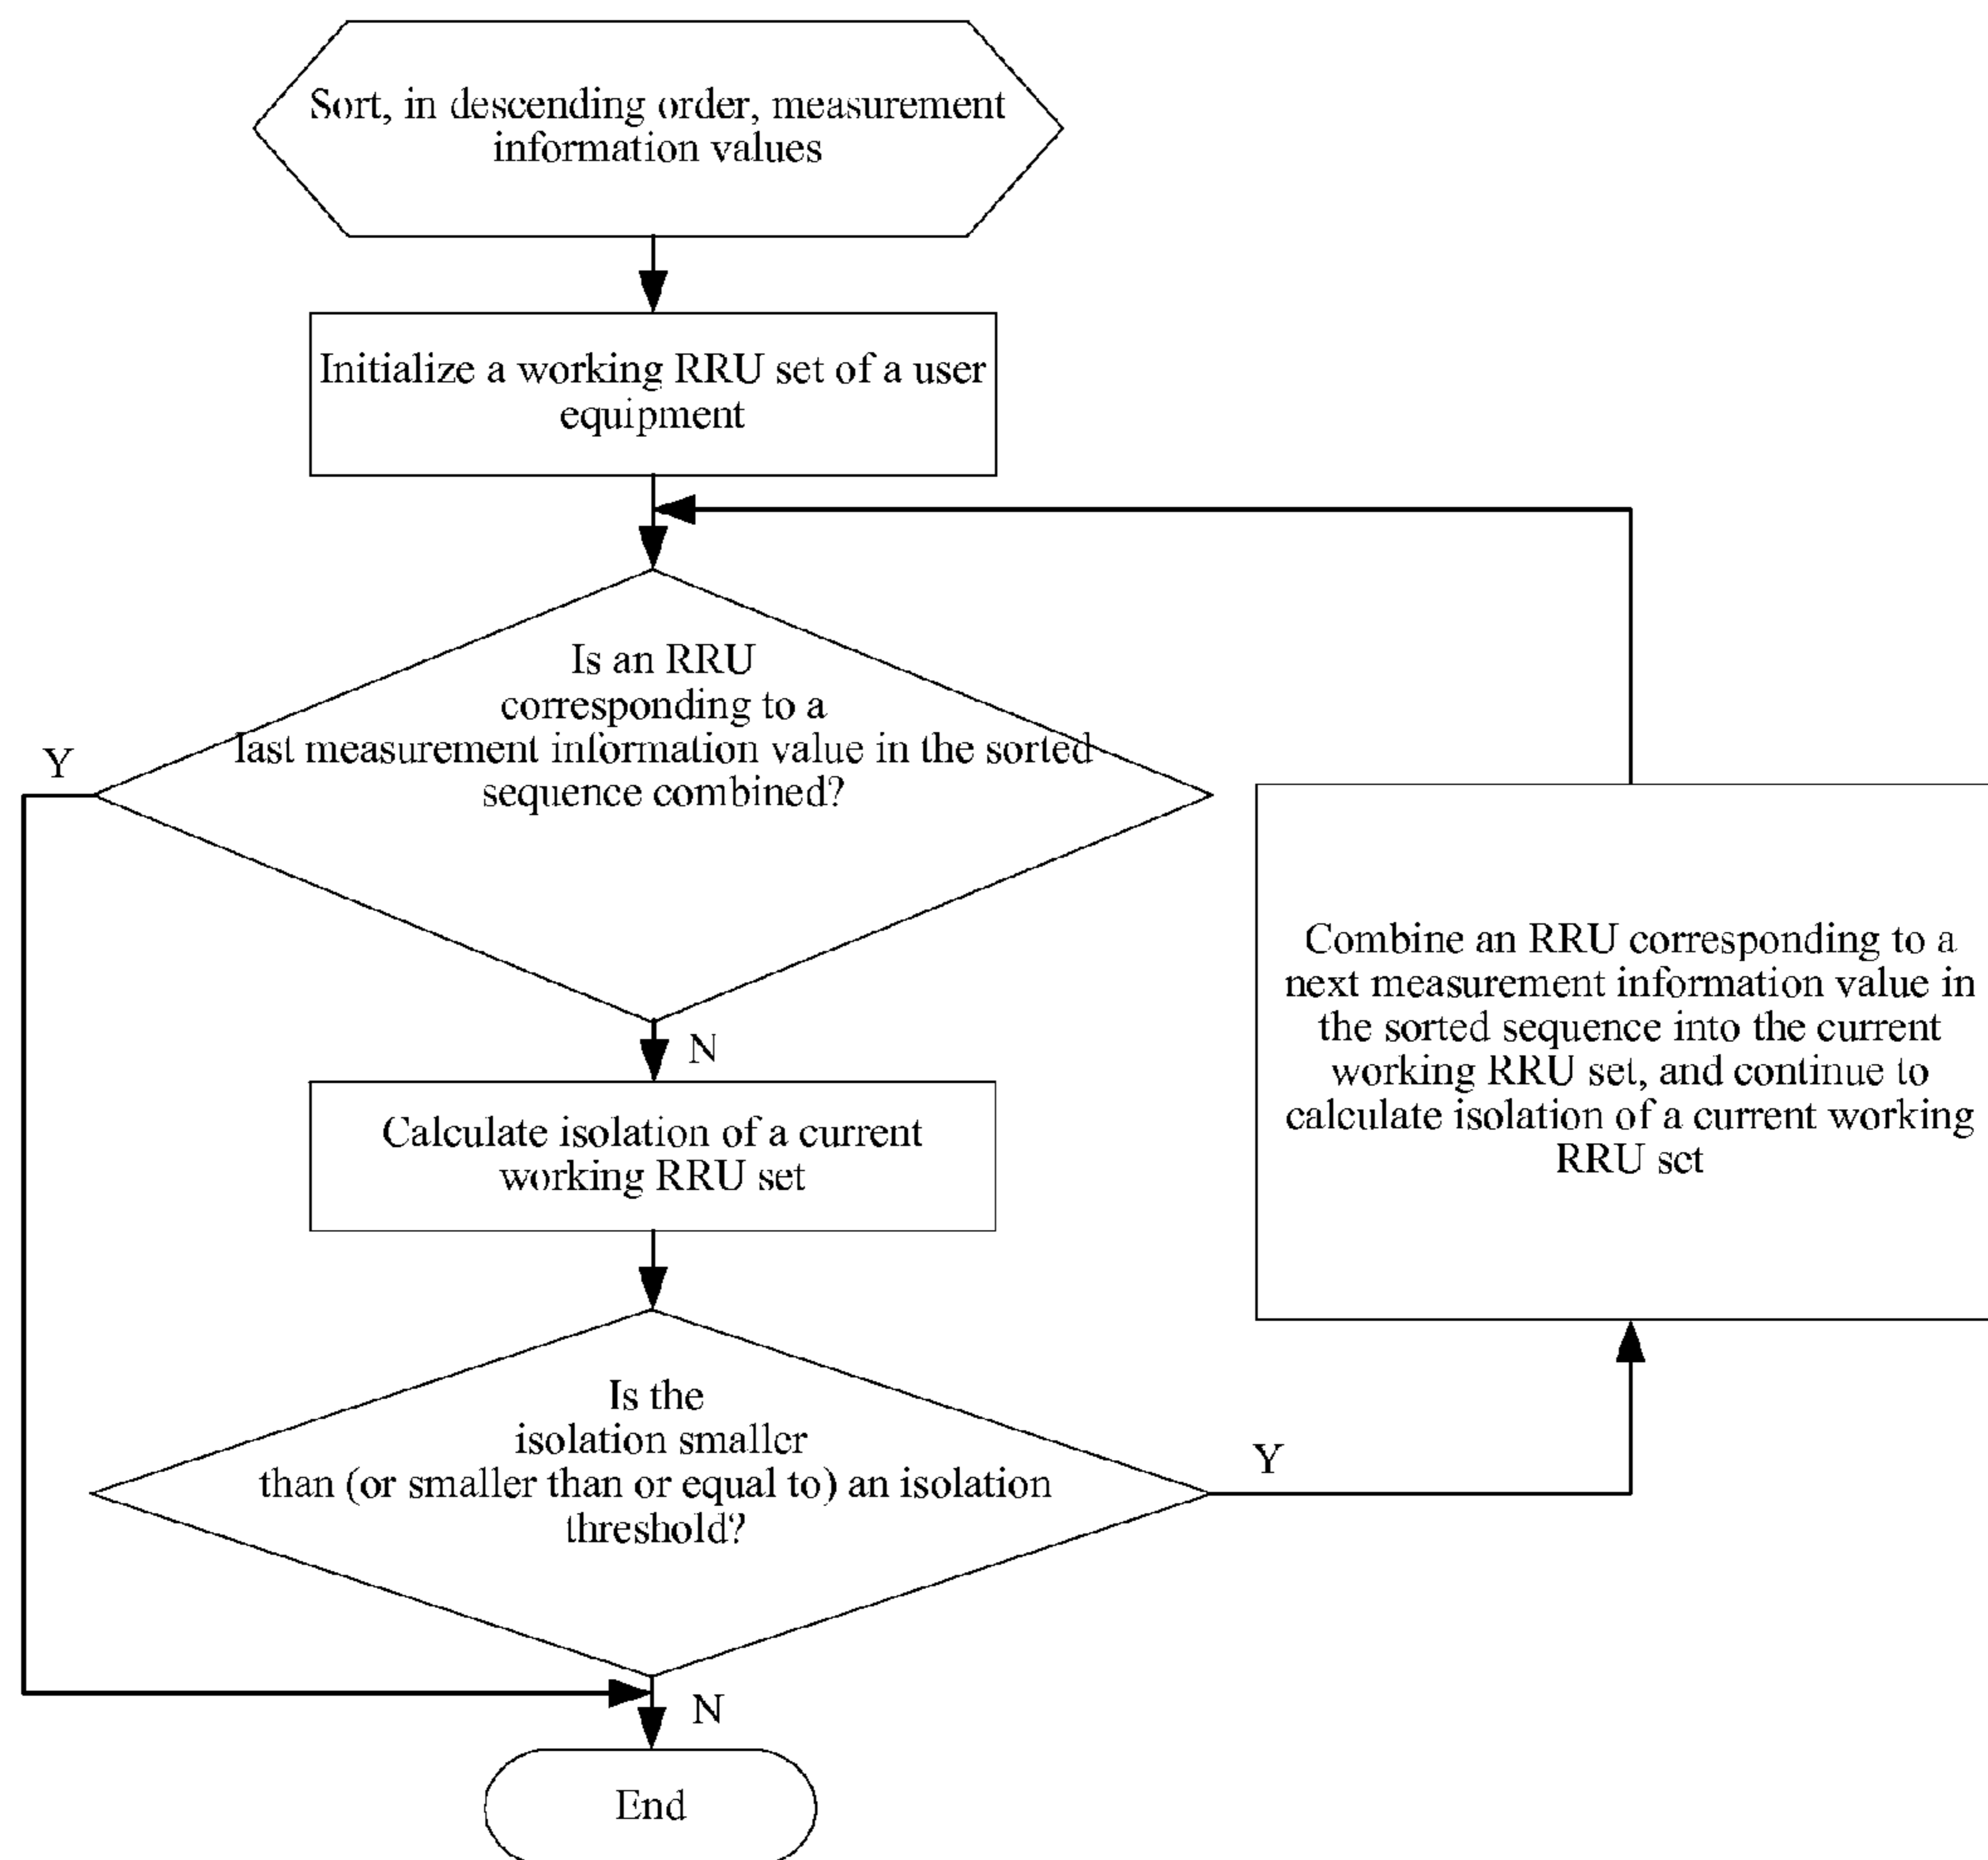 Sort, in descending order, measurement
information values
Initialize a working RRU set of a user
equipment
Is an RRU
corresponding to a
last measurement information value in the sorted
sequence combined?
Y
N
Calculate isolation of a current
working RRU set
Is the
isolation smaller
than (or smaller than or equal to) an isolation
threshold?
Y
Combine an RRU corresponding to a
next measurement information value in
the sorted sequence into the current
working RRU set, and continue to
calculate isolation of a current working
RRU set
N
End